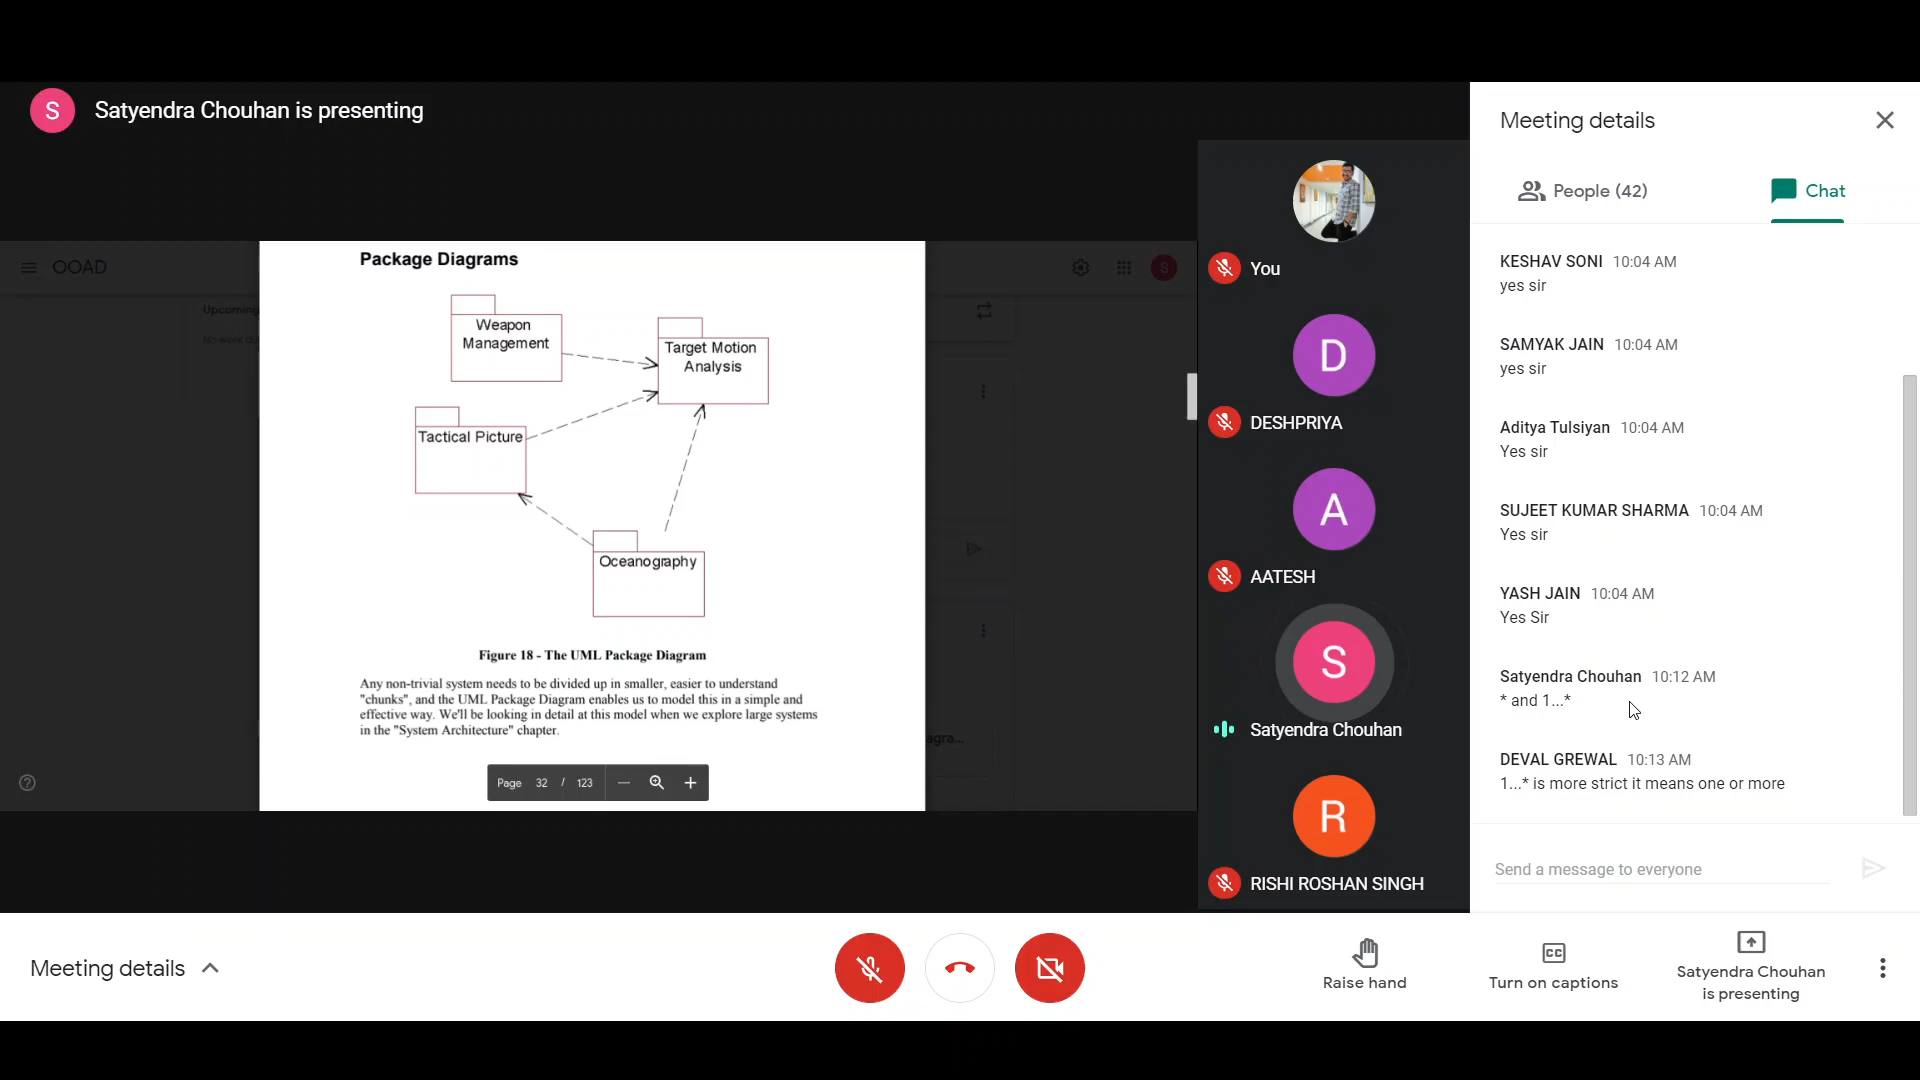 S Satyendra Chouhan is presenting
OOAD
S
Upcoming
Package Diagrams
Weapon
Management
Target Motion
Analysis
Tactical Picture
Oceanography
Figure 18 - The UML Package Diagram
Any non-trivial system needs to be divided up in smaller, easier to understand
"chunks", and the UML Package Diagram enables us to model this in a simple and
effective way. We'll be looking in detail at this model when we explore large systems
in the "System Architecture" chapter.
Page 32 / 123
You
D
DESHPRIYA
A
AATESH
S
Satyendra Chouhan
R
RISHI ROSHAN SINGH
Meeting details
People (42)
Chat
KESHAV SONI 10:04 AM
yes sir
SAMYAK JAIN 10:04 AM
yes sir
Aditya Tulsiyan 10:04 AM
Yes sir
SUJEET KUMAR SHARMA 10:04 AM
Yes sir
YASH JAIN 10:04 AM
Yes Sir
Satyendra Chouhan 10:12 AM
* and 1...*
DEVAL GREWAL 10:13 AM
1...* is more strict it means one or more
Send a message to everyone
Meeting details
Raise hand
CC
Turn on captions
Satyendra Chouhan
is presenting